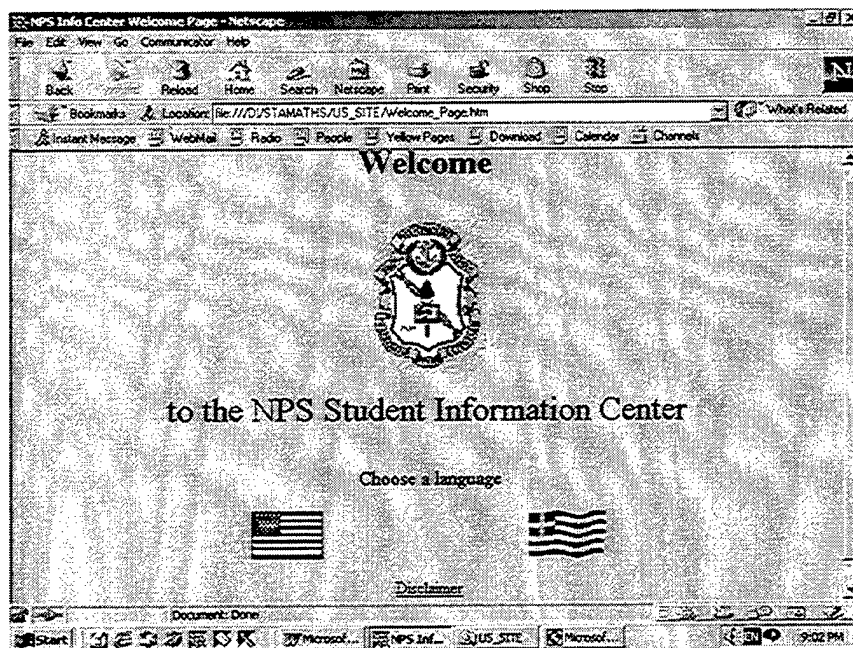 NPS Info Center Welcome Page - Netscape
File Edit View Go Communicator Help
Back Reload Home Search Netscape Print Security Shop Stop
N
Bookmarks Location: file:///D|/STAMATHS/US_SITE/Welcome_Page.htm What's Related
Instant Message WebMail Radio People Yellow Pages Download Calendar Channels
Welcome
to the NPS Student Information Center
Choose a language
Disclaimer
Document: Done
Start Microsof... NPS Inf... US_SITE Microsof... EN 9:02 PM